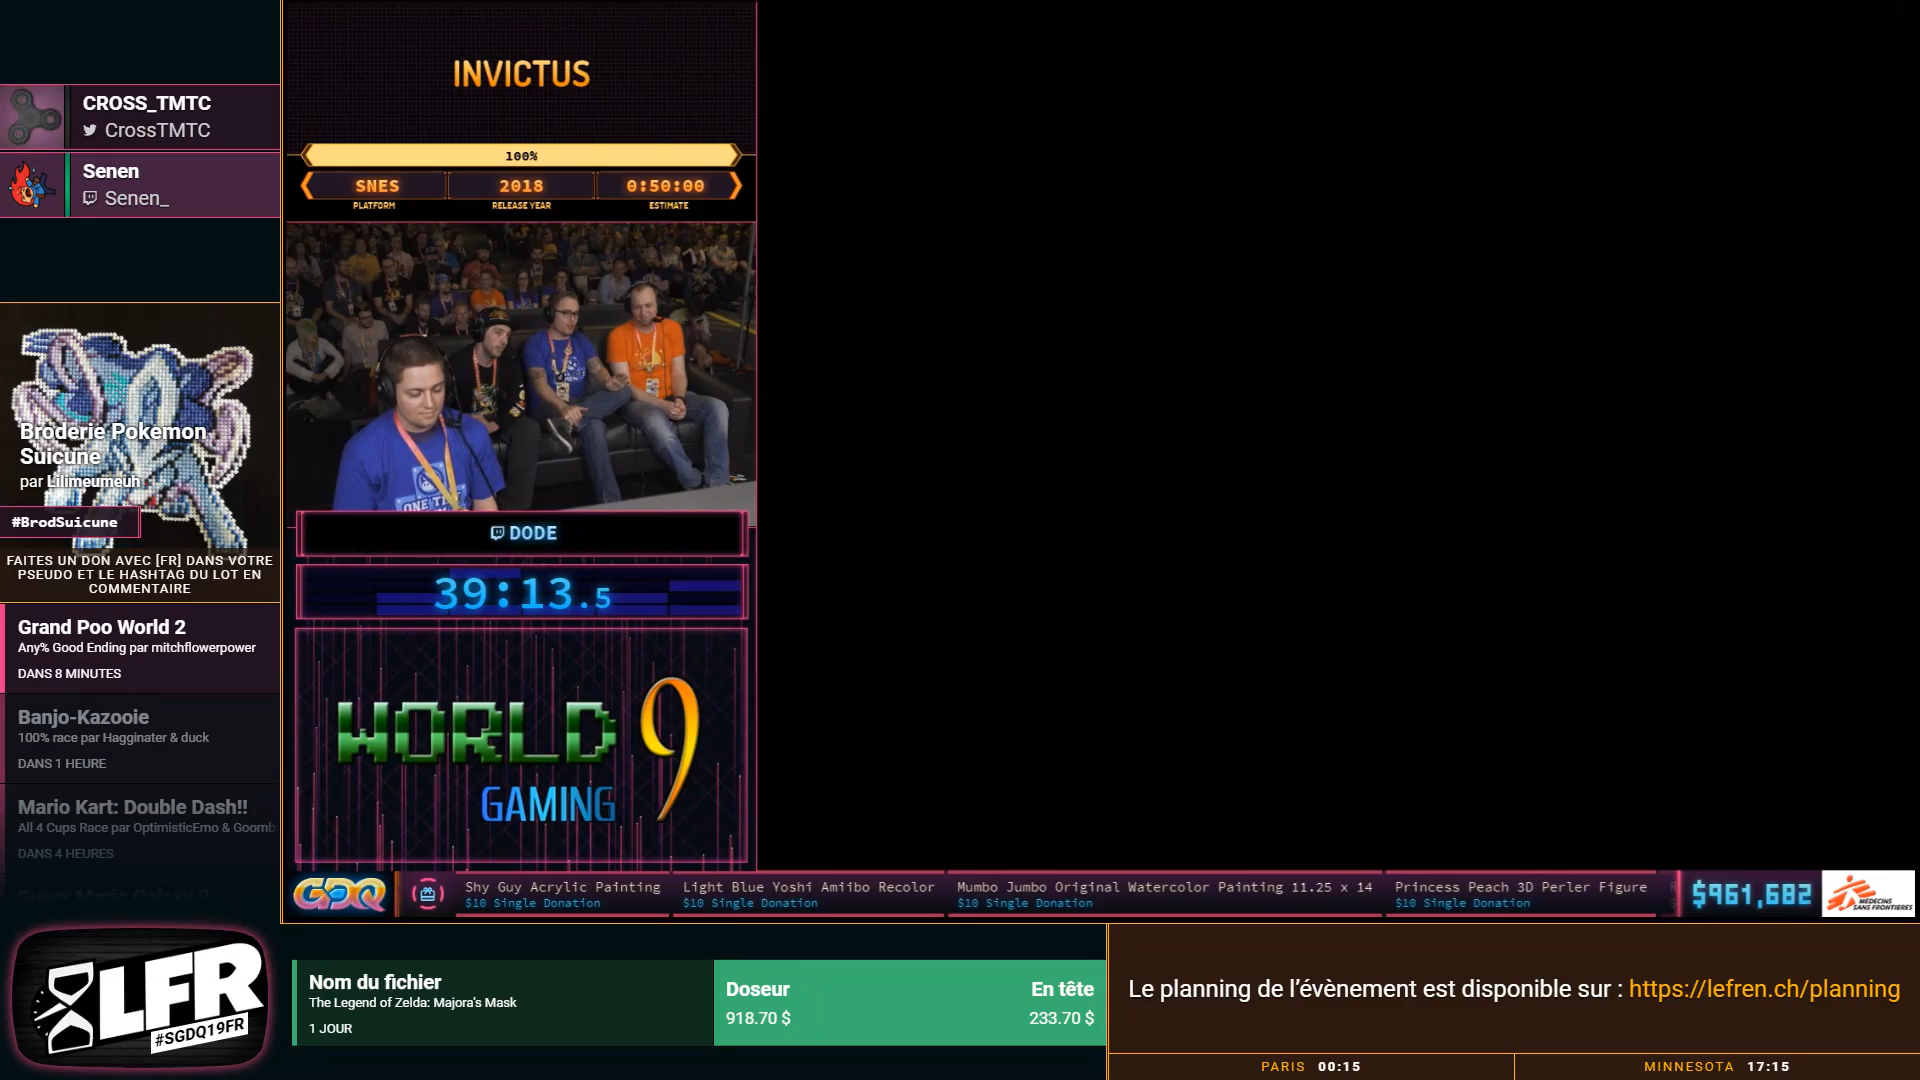 CROSS_TMTC
CrossTMTC
Senen
Senen_
Broderie Pokemon
Suicune
par Lilimeumeuh
#BrodSuicune
FAITES UN DON AVEC [FR] DANS VOTRE
PSEUDO ET LE HASHTAG DU LOT EN
COMMENTAIRE
Grand Poo World 2
Any% Good Ending par mitchflowerpower
DANS 8 MINUTES
Banjo-Kazooie
100% race par Hagginater & duck
DANS 1 HEURE
Mario Kart: Double Dash!!
All 4 Cups Race par OptimisticEmo & Goomb
DANS 4 HEURES
LFR
#SGDQ19FR
INVICTUS
100%
SNES 2018 0:50:00
PLATFORM RELEASE YEAR ESTIMATE
ONE
DODE
39:13.5
WORLD 9
GAMING
GDQ
Shy Guy Acrylic Painting
$10 Single Donation
Light Blue Yoshi Amiibo Recolor
$10 Single Donation
Mumbo Jumbo Original Watercolor Painting 11.25 x 14
$10 Single Donation
Princess Peach 3D Perler Figure
$10 Single Donation
$961,682
MEDECINS
SANS FRONTIERES
Nom du fichier
The Legend of Zelda: Majora's Mask
1 JOUR
Doseur
918.70 $
En tête
233.70 $
Le planning de l'évènement est disponible sur : https://lefren.ch/planning
PARIS 00:15
MINNESOTA 17:15